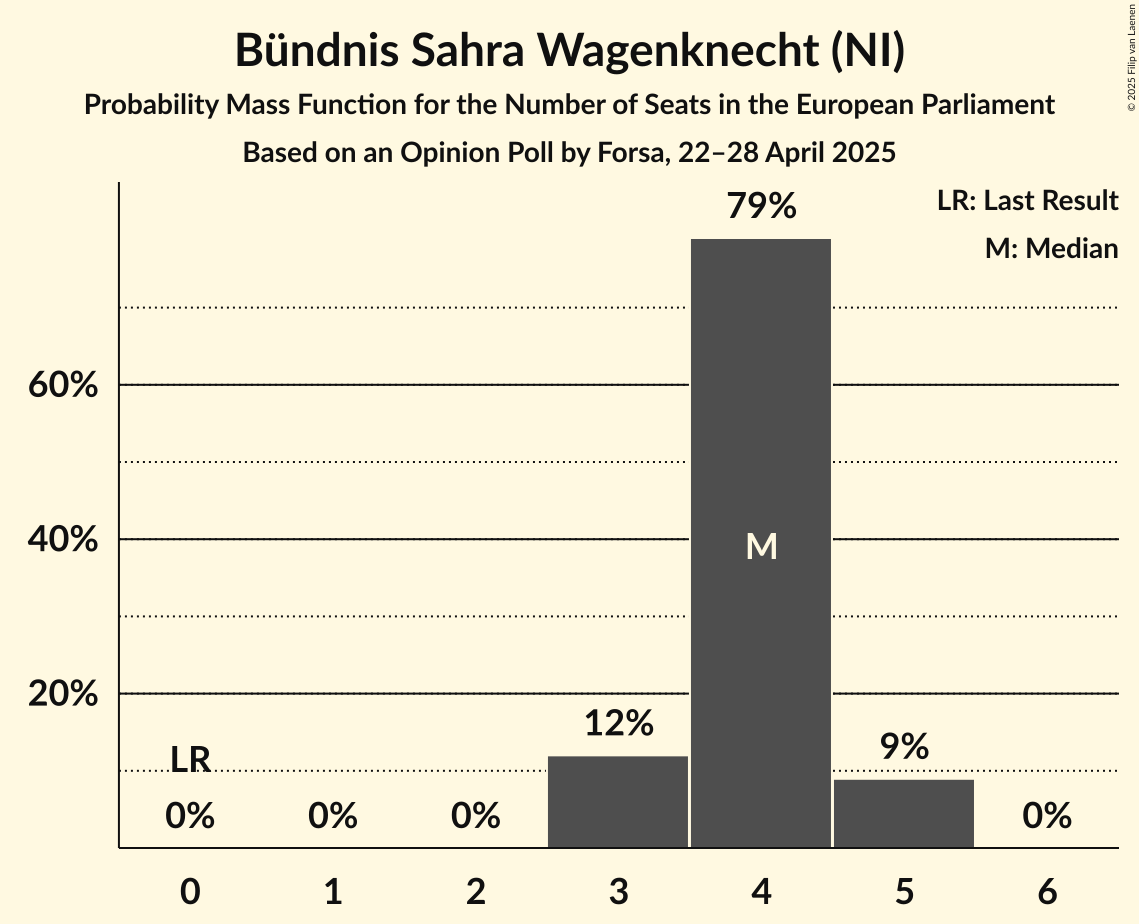 Bündnis Sahra Wagenknecht (NI)
Probability Mass Function for the Number of Seats in the European Parliament
Based on an Opinion Poll by Forsa, 22–28 April 2025
© 2025 Filip van Laenen
LR: Last Result
M: Median
79%
60%
40%
M
20%
12%
9%
LR
0%
0%
0%
0%
0 1 2 3 4 5 6